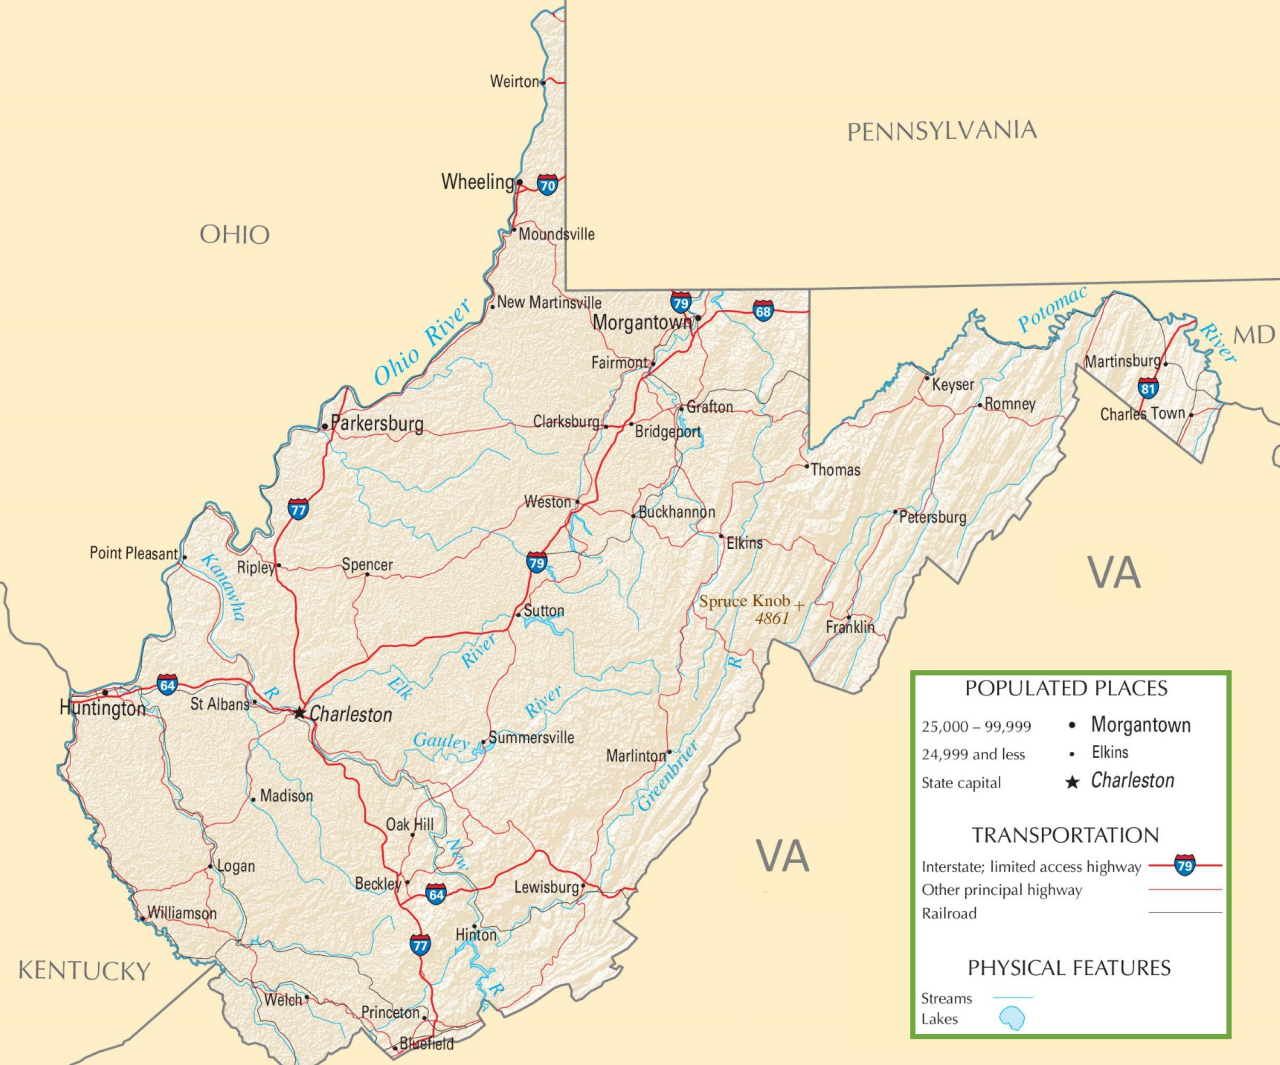 PENNSYLVANIA
OHIO
Weirton
Wheeling
70
Moundsville
New Martinsville
79
68
Morgantown
Ohio River
Potomac
River
MD
Fairmont
Martinsburg
Keyser
81
Romney
Charles Town
Grafton
Clarksburg
Bridgeport
Parkersburg
Thomas
77
Weston
Buckhannon
Petersburg
Point Pleasant
Kanawha
Ripley
Spencer
79
Elkins
VA
Sutton
Spruce Knob
4861
Franklin
River
Elk
R
64
R
Huntington
St Albans
Charleston
River
Gauley
Summersville
Marlinton
Greenbrier
Madison
Oak Hill
New
VA
Logan
Beckley
64
Lewisburg
Williamson
Hinton
77
KENTUCKY
R
Welch
Princeton
Bluefield
POPULATED PLACES
25,000 – 99,999 Morgantown
24,999 and less Elkins
State capital Charleston
TRANSPORTATION
Interstate; limited access highway 79
Other principal highway
Railroad
PHYSICAL FEATURES
Streams
Lakes